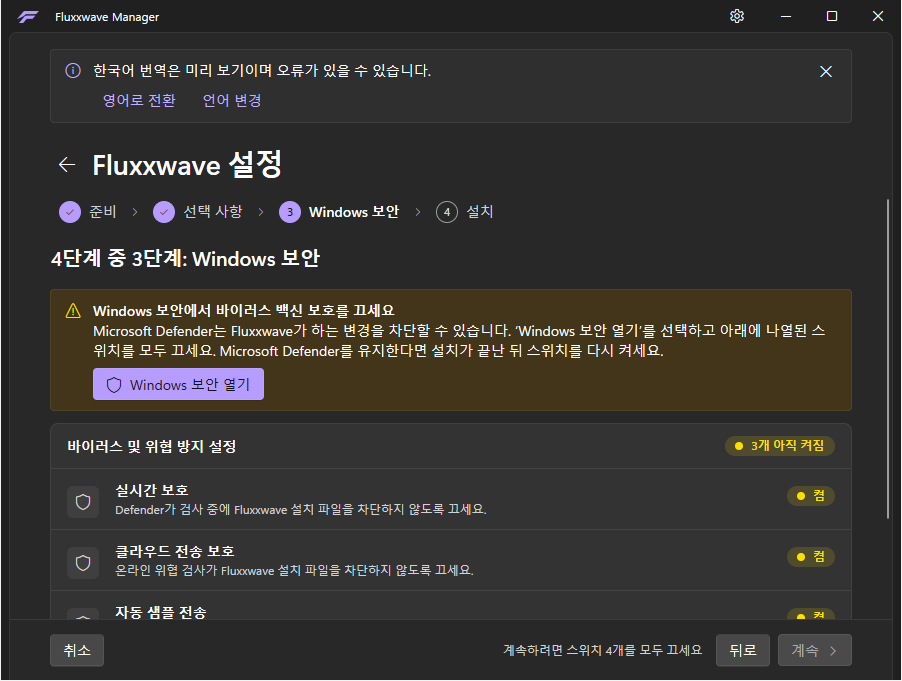 Fluxxwave Manager
한국어 번역은 미리 보기이며 오류가 있을 수 있습니다.
영어로 전환 언어 변경
Fluxxwave 설정
준비 선택 사항 3 Windows 보안 4 설치
4단계 중 3단계: Windows 보안
Windows 보안에서 바이러스 백신 보호를 끄세요
Microsoft Defender는 Fluxxwave가 하는 변경을 차단할 수 있습니다. ‘Windows 보안 열기’를 선택하고 아래에 나열된 스
위치를 모두 끄세요. Microsoft Defender를 유지한다면 설치가 끝난 뒤 스위치를 다시 켜세요.
Windows 보안 열기
바이러스 및 위협 방지 설정 3개 아직 켜짐
실시간 보호
Defender가 검사 중에 Fluxxwave 설치 파일을 차단하지 않도록 끄세요. 켬
클라우드 전송 보호
온라인 위협 검사가 Fluxxwave 설치 파일을 차단하지 않도록 끄세요. 켬
자동 샘플 전송 켬
취소 계속하려면 스위치 4개를 모두 끄세요 뒤로 계속